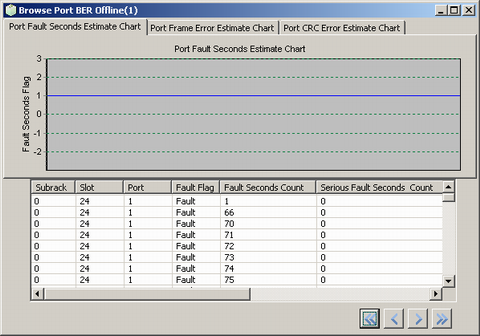 Browse Port BER Offline(1)
Port Fault Seconds Estimate Chart Port Frame Error Estimate Chart Port CRC Error Estimate Chart
Port Fault Seconds Estimate Chart
Fault Seconds Flag
3
2
1
0
-1
-2
Subrack Slot Port Fault Flag Fault Seconds Count Serious Fault Seconds Count
0 24 1 Fault 1 0
0 24 1 Fault 66 0
0 24 1 Fault 70 0
0 24 1 Fault 71 0
0 24 1 Fault 72 0
0 24 1 Fault 73 0
0 24 1 Fault 74 0
0 24 1 Fault 75 0